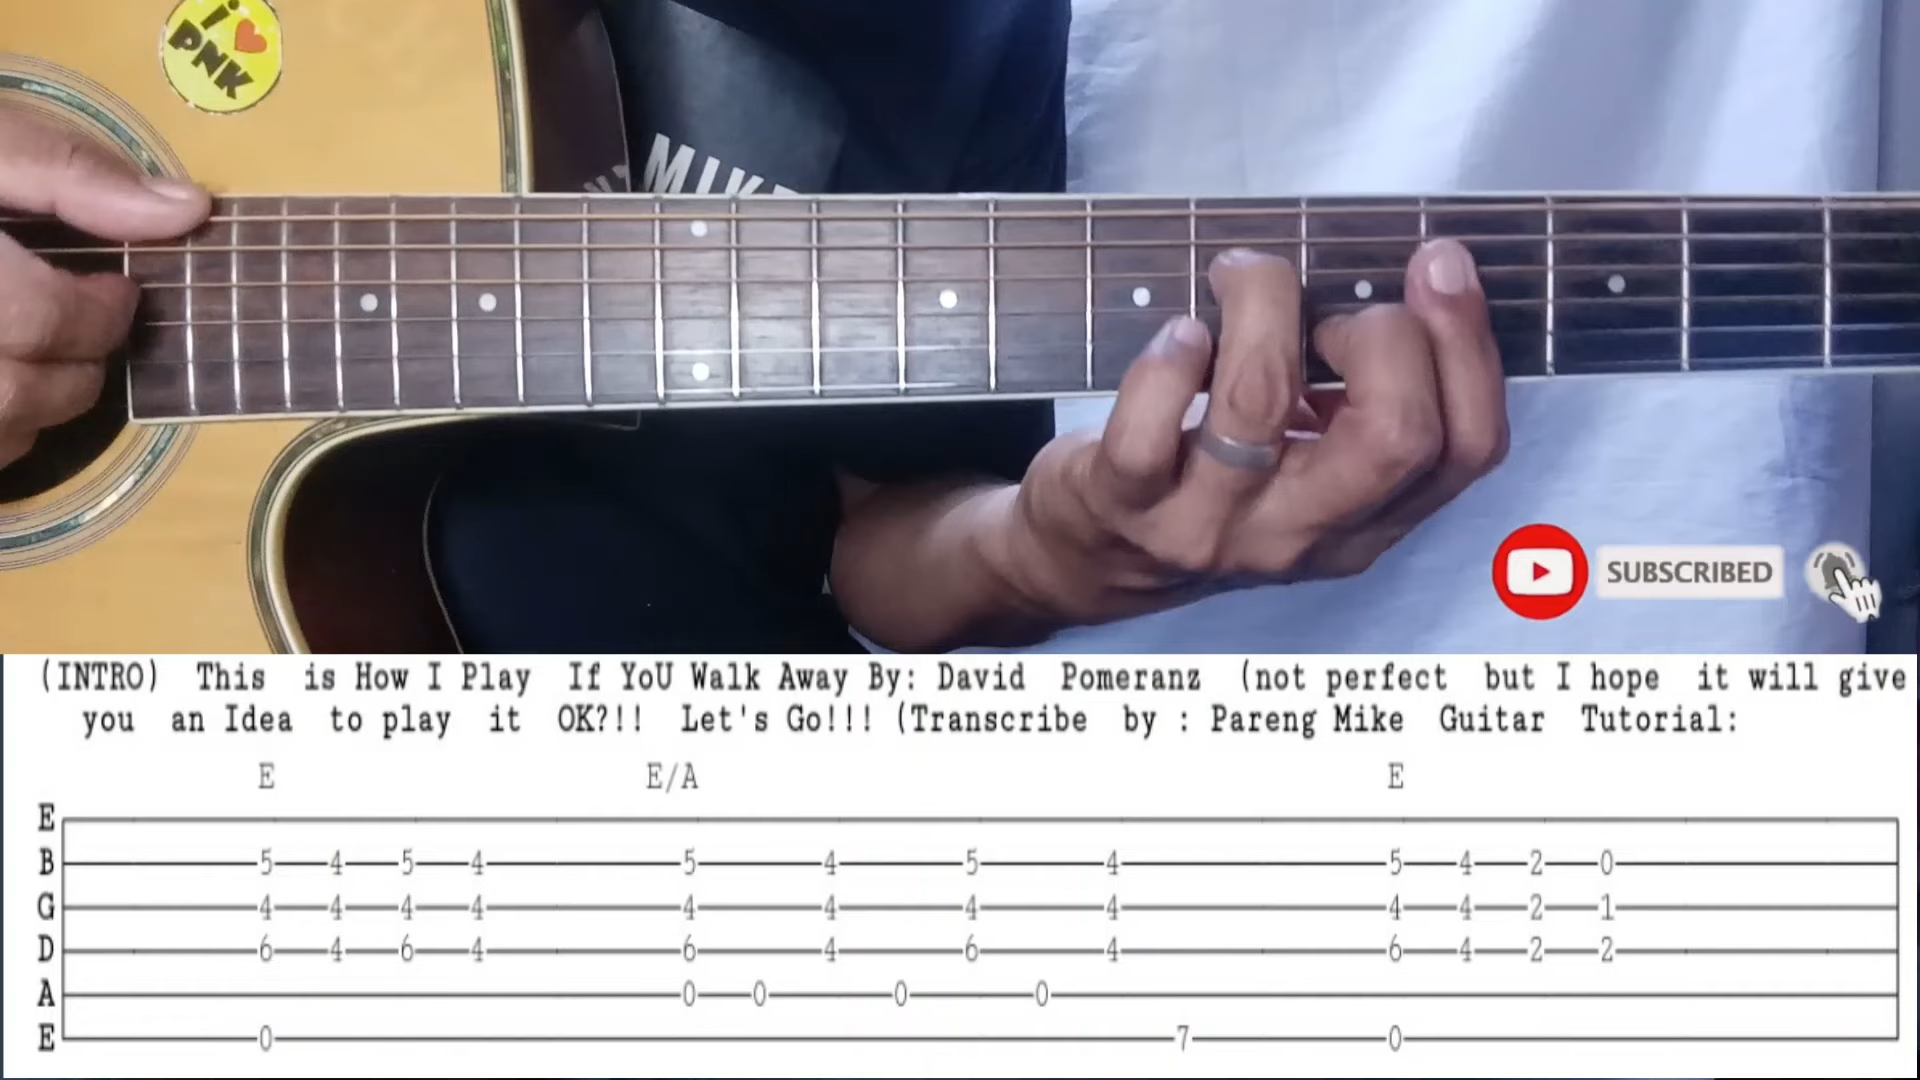 i ❤ PNK
MIKE
SUBSCRIBED
(INTRO) This is How I Play If YoU Walk Away By: David Pomeranz (not perfect but I hope it will give
you an Idea to play it OK?!! Let's Go!!! (Transcribe by : Pareng Mike Guitar Tutorial:
E E/A E
E
B 5 4 5 4 5 4 5 4 5 4 2 0
G 4 4 4 4 4 4 4 4 4 4 2 1
D 6 4 6 4 6 4 6 4 6 4 2 2
A 0 0 0 0
E 0 7 0